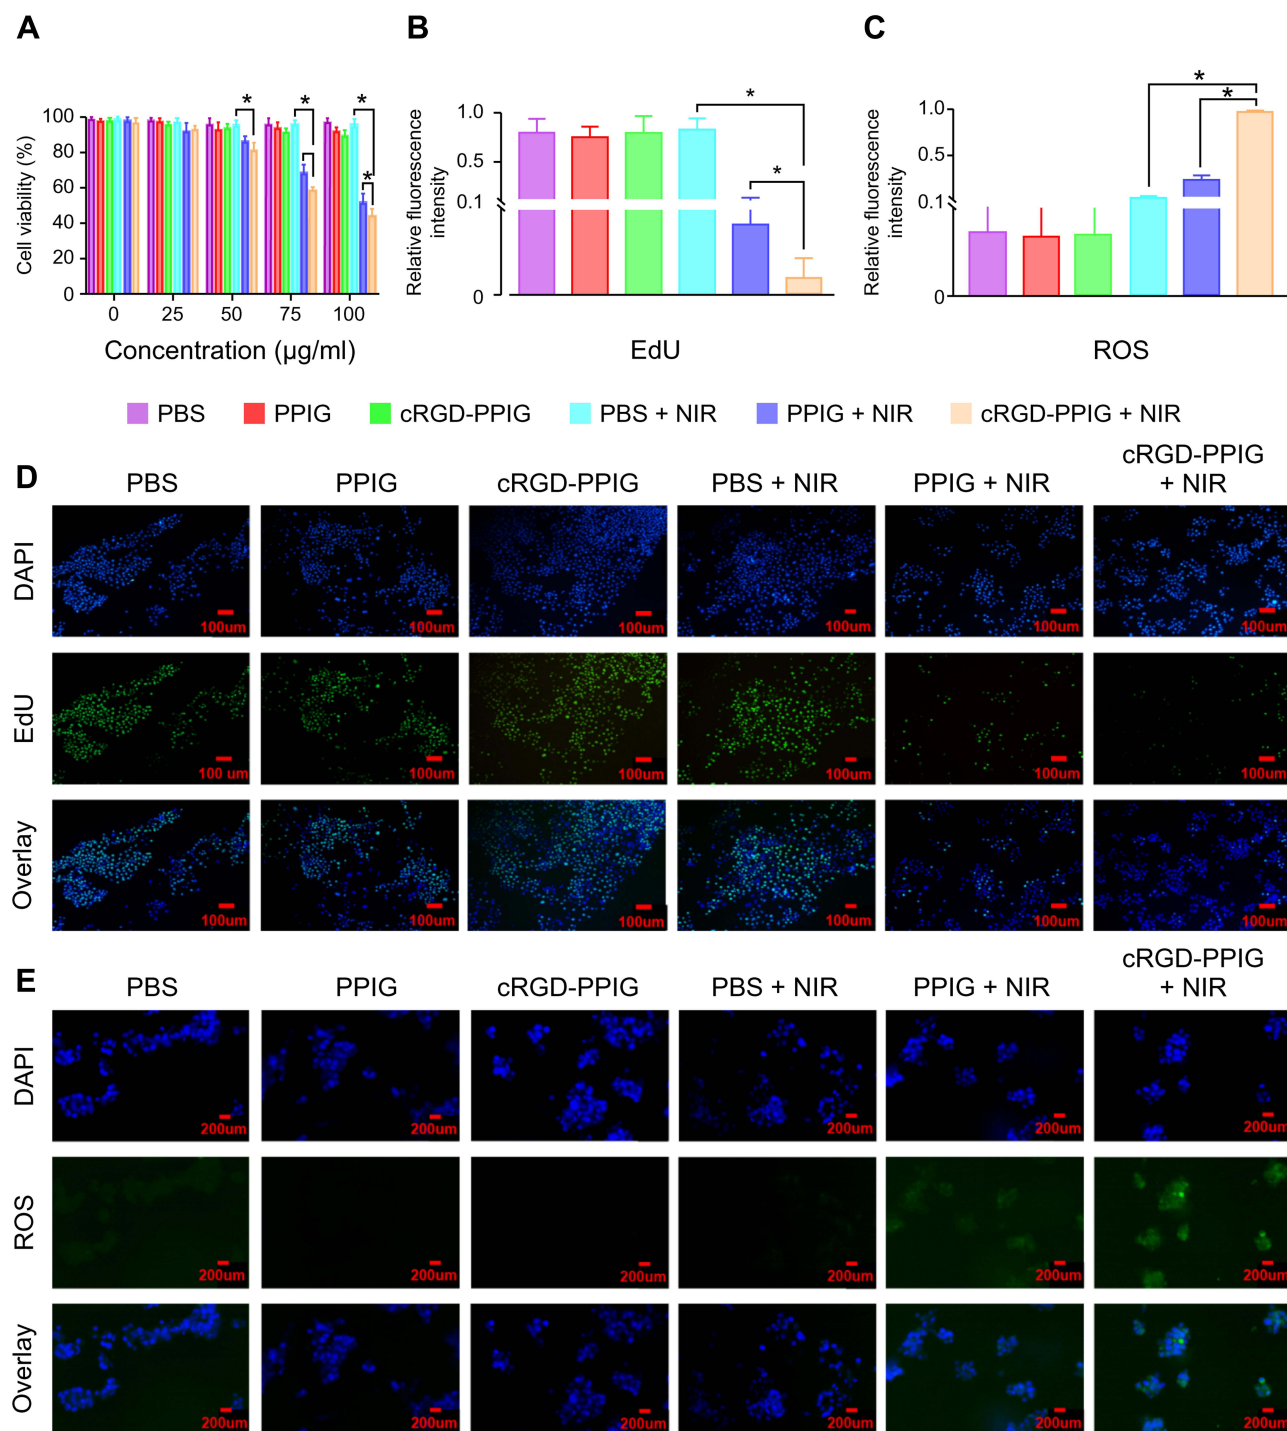 A
B
C
Cell viability (%)
100
80
60
40
20
0
* * * *
0 25 50 75 100
Concentration (µg/ml)
Relative fluorescence
intensity
1.0
0.5
0.1
0
* *
EdU
Relative fluorescence
intensity
1.0
0.5
0.1
0
* *
ROS
PBS PPIG cRGD-PPIG PBS + NIR PPIG + NIR cRGD-PPIG + NIR
D
PBS PPIG cRGD-PPIG PBS + NIR PPIG + NIR cRGD-PPIG
+ NIR
DAPI
100um 100um 100um 100um 100um 100um
EdU
100 um 100um 100um 100um 100um 100um
Overlay
100um 100um 100um 100um 100um 100um
E
PBS PPIG cRGD-PPIG PBS + NIR PPIG + NIR cRGD-PPIG
+ NIR
DAPI
200um 200um 200um 200um 200um 200um
ROS
200um 200um 200um 200um 200um 200um
Overlay
200um 200um 200um 200um 200um 200um